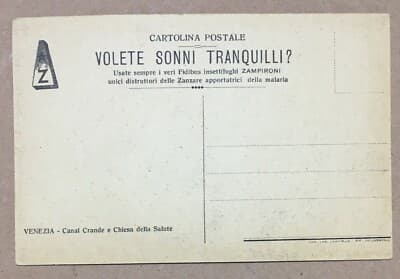 CARTOLINA POSTALE
VOLETE SONNI TRANQUILLI?
Usate sempre i veri Fidibus insettifughi ZAMPIRONI
unici distruttori delle Zanzare apportatrici della malaria
Z
VENEZIA - Canal Grande e Chiesa della Salute